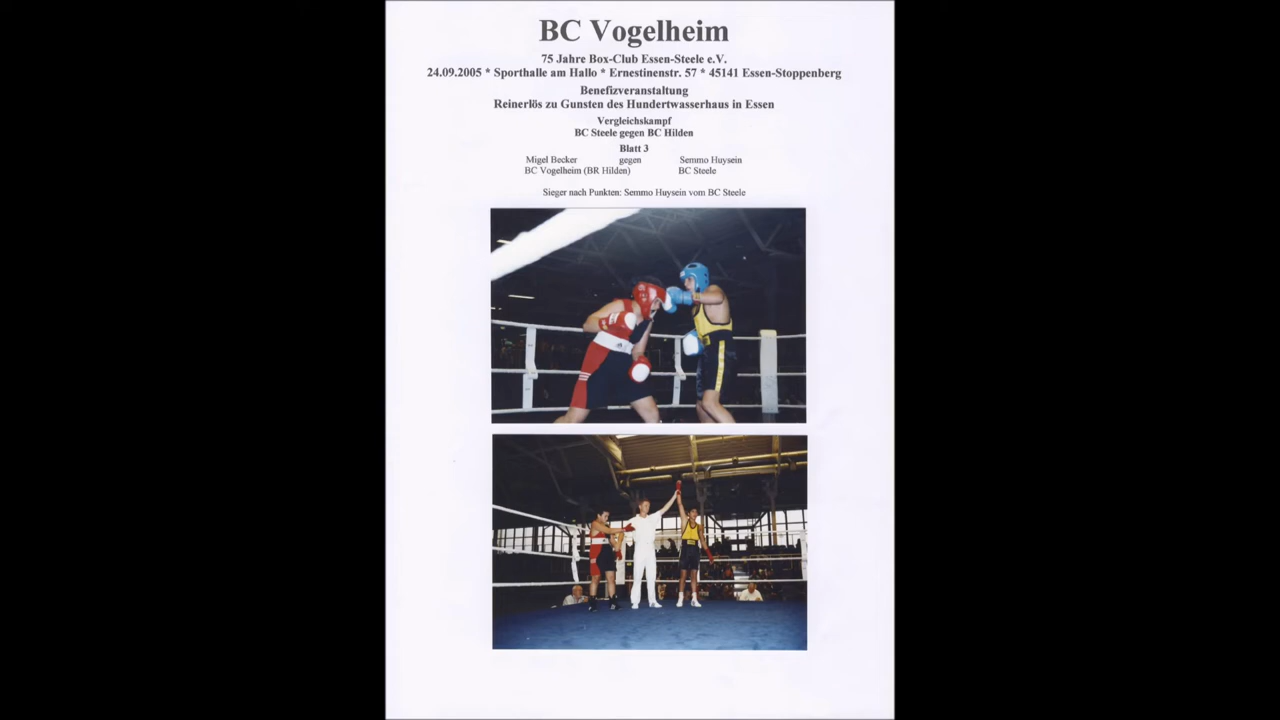 BC Vogelheim
75 Jahre Box-Club Essen-Steele e.V.
24.09.2005 * Sporthalle am Hallo * Ernestinenstr. 57 * 45141 Essen-Stoppenberg
Benefizveranstaltung
Reinerlös zu Gunsten des Hundertwasserhaus in Essen
Vergleichskampf
BC Steele gegen BC Hilden
Blatt 3
Migel Becker gegen Semmo Huysein
BC Vogelheim (BR Hilden) BC Steele
Sieger nach Punkten: Semmo Huysein vom BC Steele